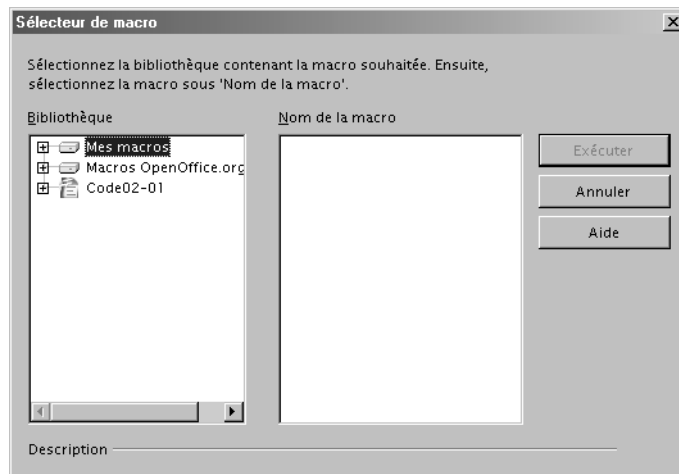 Sélecteur de macro
Sélectionnez la bibliothèque contenant la macro souhaitée. Ensuite,
sélectionnez la macro sous 'Nom de la macro'.
Bibliothèque
Nom de la macro
Mes macros
Macros OpenOffice.org
Code02-01
Exécuter
Annuler
Aide
Description